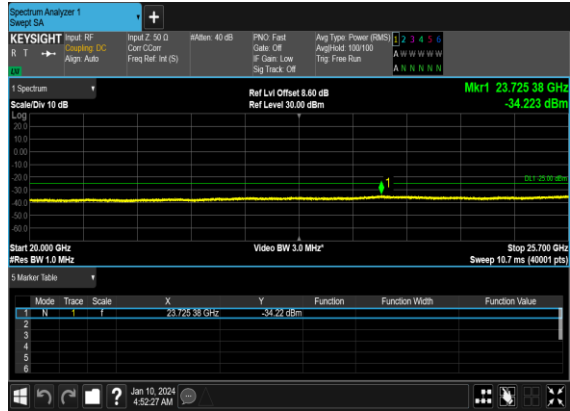 Spectrum Analyzer 1
Swept SA
KEYSIGHT Input: RF Input Z: 50 Ω #Atten: 40 dB PNO: Fast Avg Type: Power (RMS) 1 2 3 4 5 6
R T Coupling: DC Corr CCorr Gate: Off Avg|Hold: 100/100 A W W W W W
Align: Auto Freq Ref: Int (S) IF Gain: Low Trig: Free Run
Sig Track: Off A N N N N N
1 Spectrum Ref Lvl Offset 8.60 dB Mkr1 23.725 38 GHz
Scale/Div 10 dB Ref Level 30.00 dBm -34.223 dBm
Log
20.0
10.0
0.00
-10.0
1
-20.0 DL1 -25.00 dBm
-30.0
-40.0
-50.0
-60.0
Start 20.000 GHz Video BW 3.0 MHz* Stop 25.700 GHz
#Res BW 1.0 MHz Sweep 10.7 ms (40001 pts)
5 Marker Table
Mode Trace Scale X Y Function Function Width Function Value
1 N 1 f 23.725 38 GHz -34.22 dBm
2
3
4
5
6
? Jan 10, 2024
4:52:27 AM